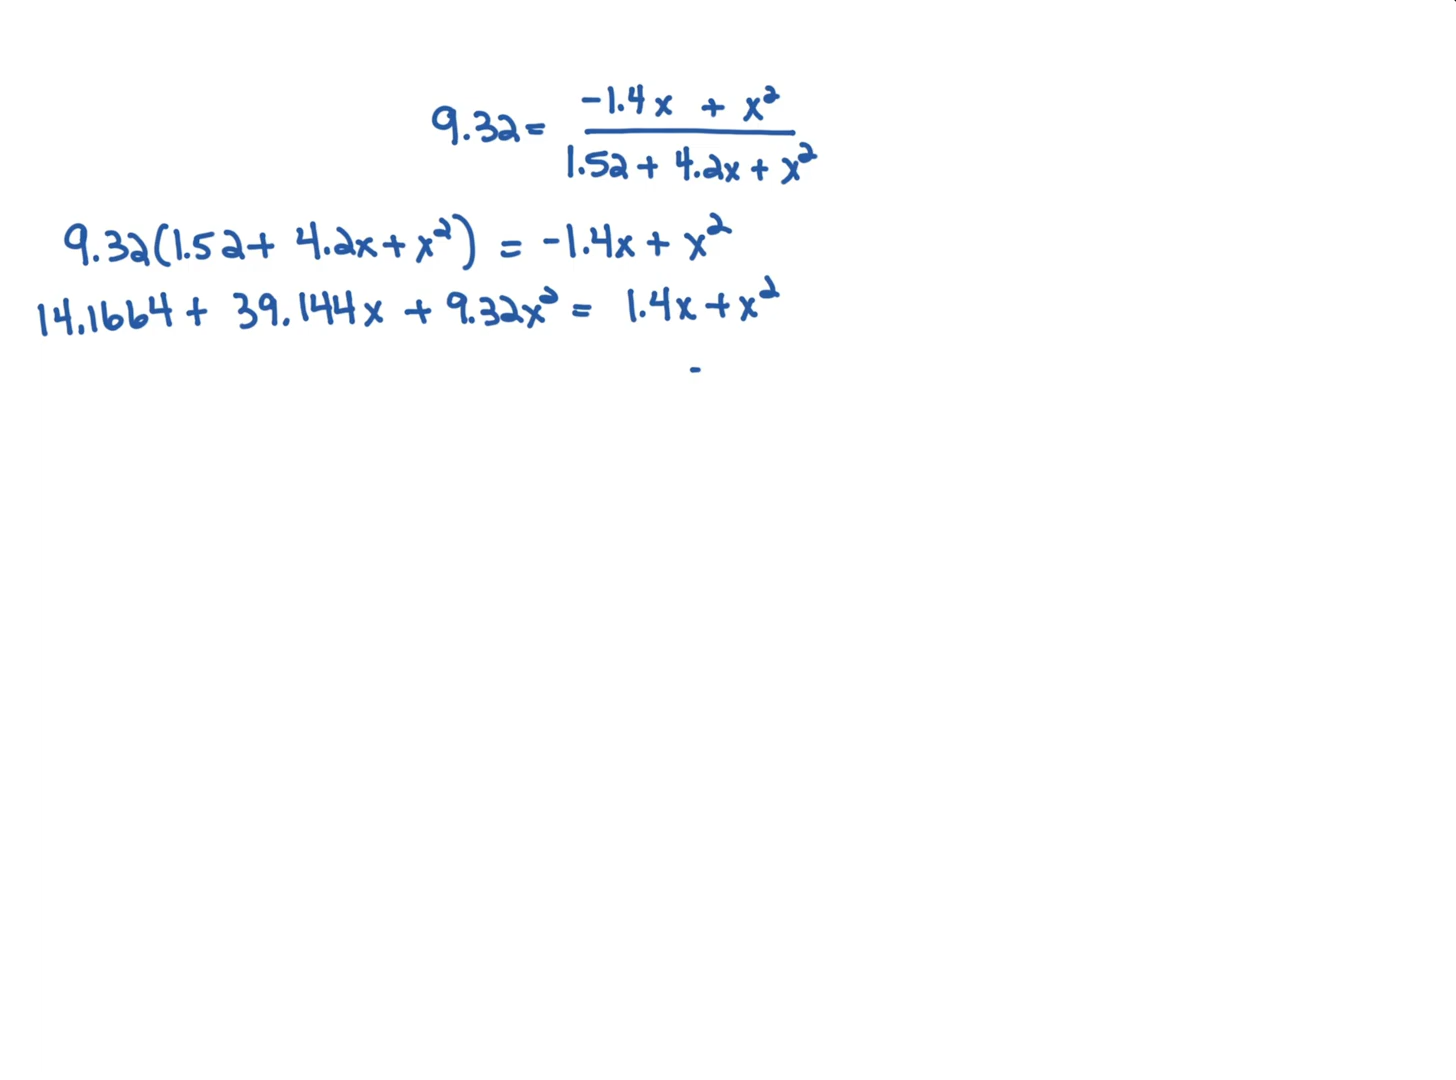 9.32 = -1.4x + x²
1.52 + 4.2x + x²
9.32(1.52 + 4.2x + x²) = -1.4x + x²
14.1664 + 39.144x + 9.32x² = 1.4x + x²
-